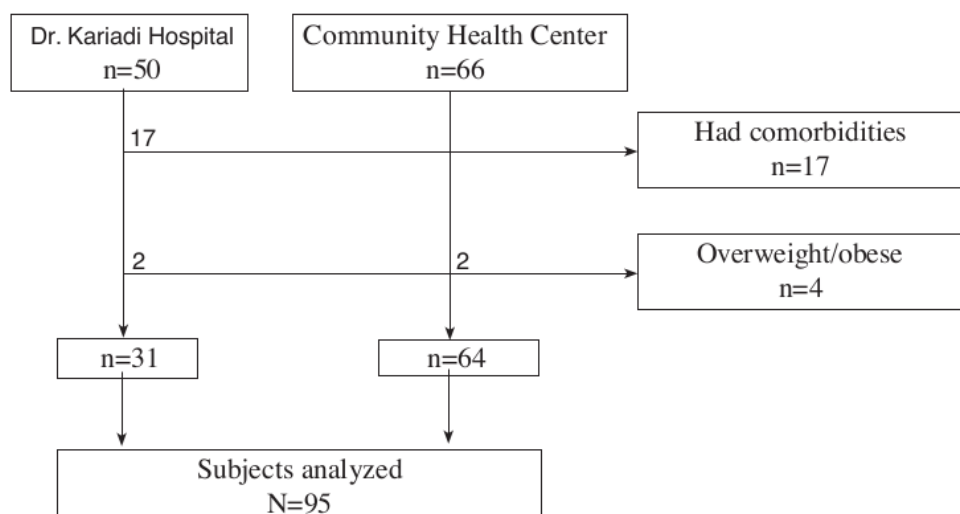 Dr. Kariadi Hospital
n=50
Community Health Center
n=66
17
Had comorbidities
n=17
2
2
Overweight/obese
n=4
n=31
n=64
Subjects analyzed
N=95